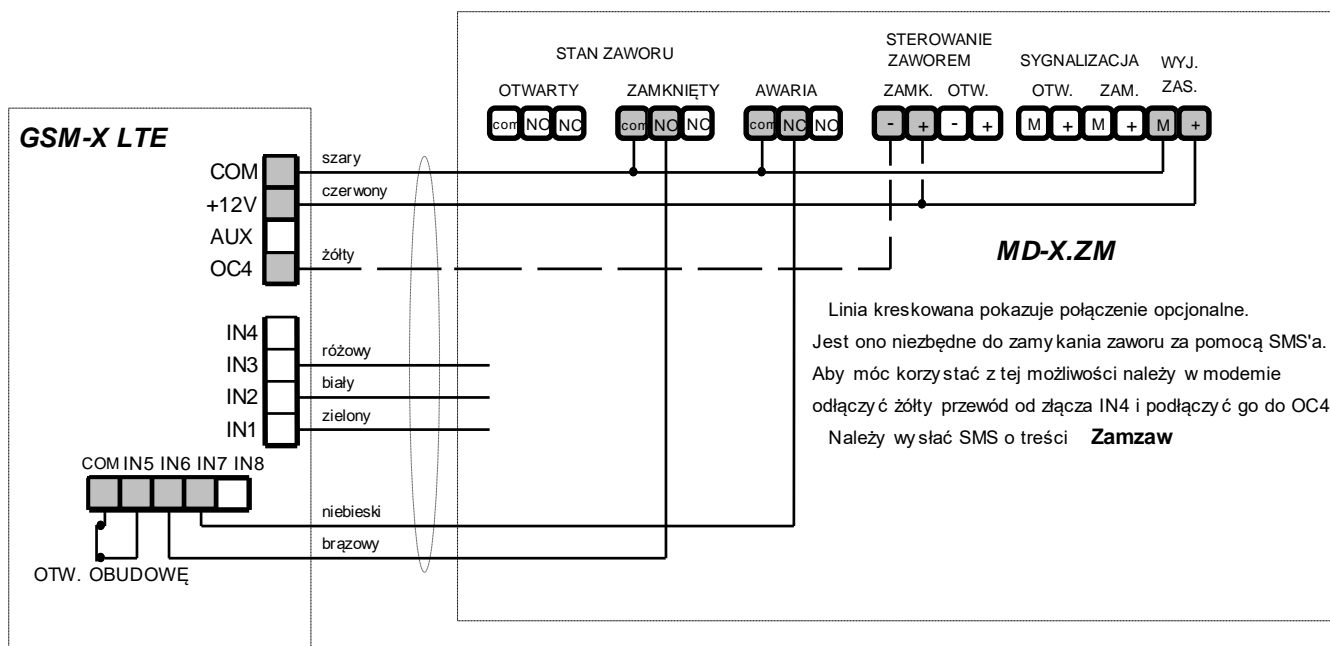 STAN ZAWORU
STEROWANIE
ZAWOREM
SYGNALIZACJA
WYJ.
ZAS.
OTWARTY
ZAMKNIĘTY
AWARIA
ZAMK.
OTW.
OTW.
ZAM.
com NC NO
com NC NO
com NC NO
- + - +
M + M + M +
GSM-X LTE
COM
szary
+12V
czerwony
AUX
OC4
żółty
MD-X.ZM
IN4
IN3
różowy
IN2
biały
IN1
zielony
Linia kreskowana pokazuje połączenie opcjonalne.
Jest ono niezbędne do zamykania zaworu za pomocą SMS'a.
Aby móc korzystać z tej możliwości należy w modemie
odłączyć żółty przewód od złącza IN4 i podłączyć go do OC4
Należy wysłać SMS o treści Zamzaw
COM IN5 IN6 IN7 IN8
niebieski
brązowy
OTW. OBUDOWĘ